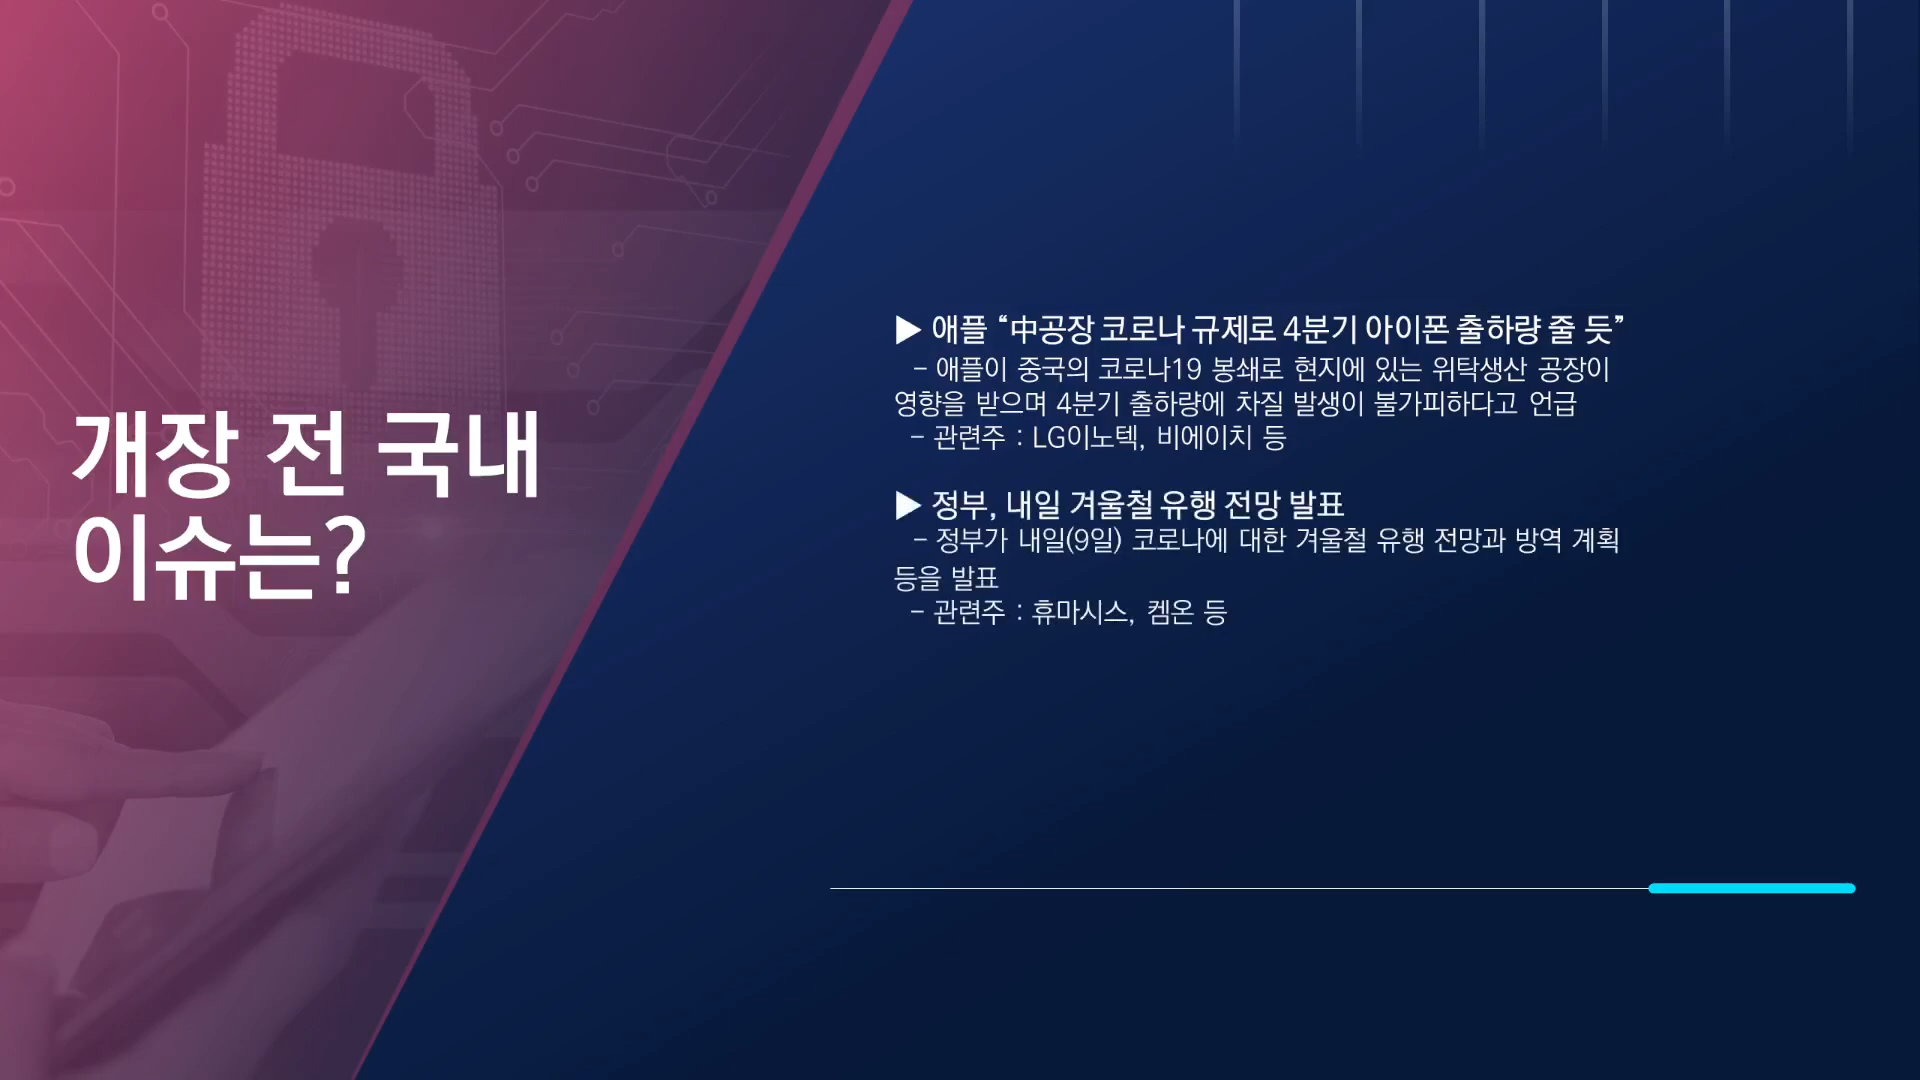 개장 전 국내
이슈는?
▶ 애플 “中공장 코로나 규제로 4분기 아이폰 출하량 줄 듯”
- 애플이 중국의 코로나19 봉쇄로 현지에 있는 위탁생산 공장이
영향을 받으며 4분기 출하량에 차질 발생이 불가피하다고 언급
- 관련주 : LG이노텍, 비에이치 등
▶ 정부, 내일 겨울철 유행 전망 발표
- 정부가 내일(9일) 코로나에 대한 겨울철 유행 전망과 방역 계획
등을 발표
- 관련주 : 휴마시스, 켐온 등